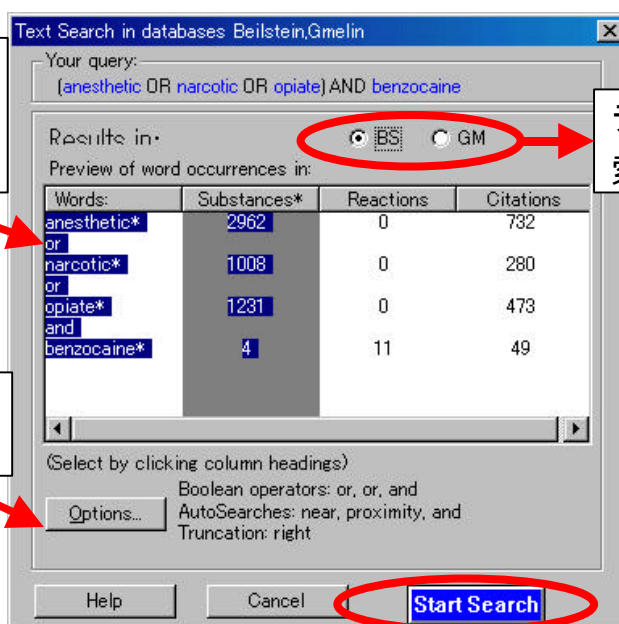 Text Search in databases Beilstein,Gmelin
Your query:
(anesthetic OR narcotic OR opiate) AND benzocaine
Results in:
BS GM
Preview of word occurrences in:
Words: Substances* Reactions Citations
anesthetic* 2962 0 732
or
narcotic* 1008 0 280
or
opiate* 1231 0 473
and
benzocaine* 4 11 49
(Select by clicking column headings)
Options... Boolean operators: or, or, and
AutoSearches: near, proximity, and
Truncation: right
Help Cancel Start Search